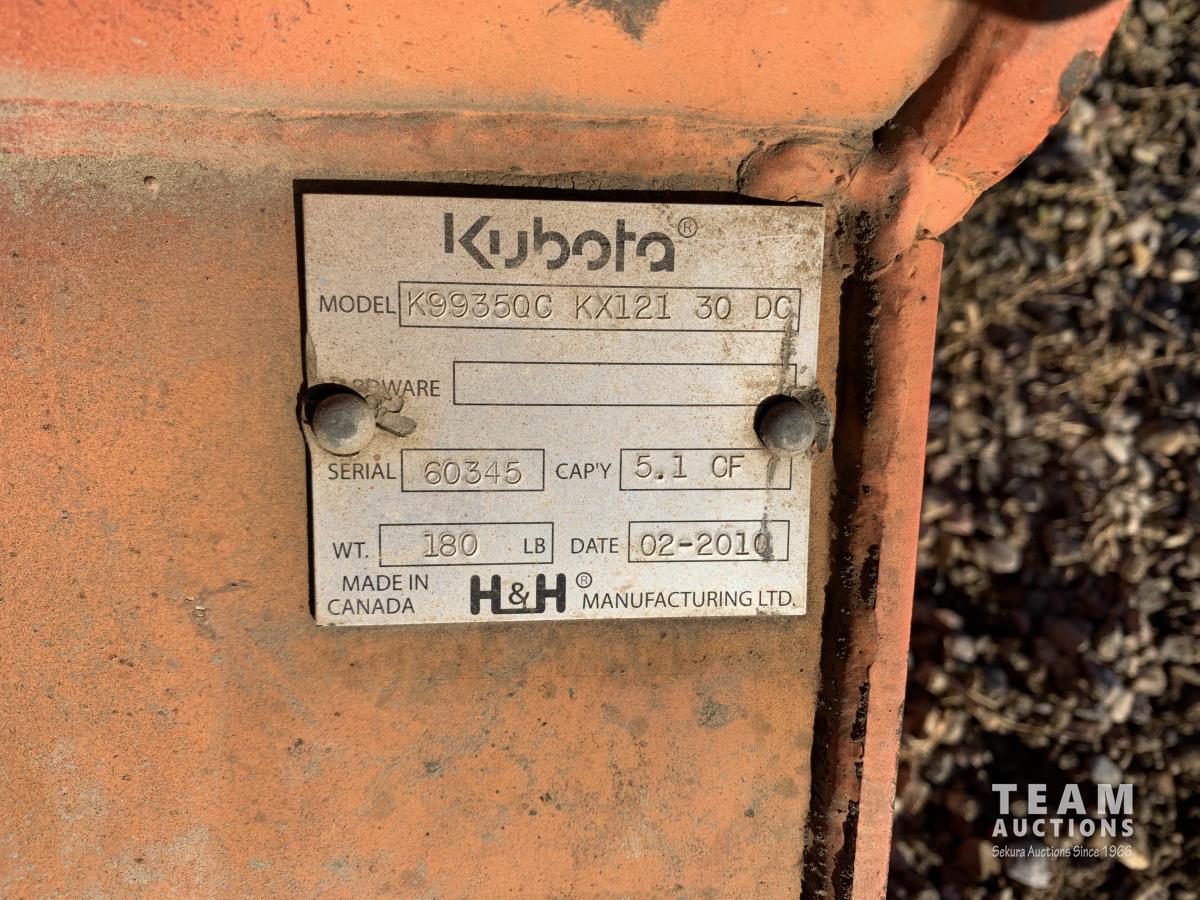 Kubota®
MODEL K9935QC KX121 30 DC
SERIAL 60345 CAP'Y 5.1 CF
WT. 180 LB DATE 02-2010
MADE IN CANADA H&H® MANUFACTURING LTD.
TEAM
AUCTIONS
Sekura Auctions Since 1966